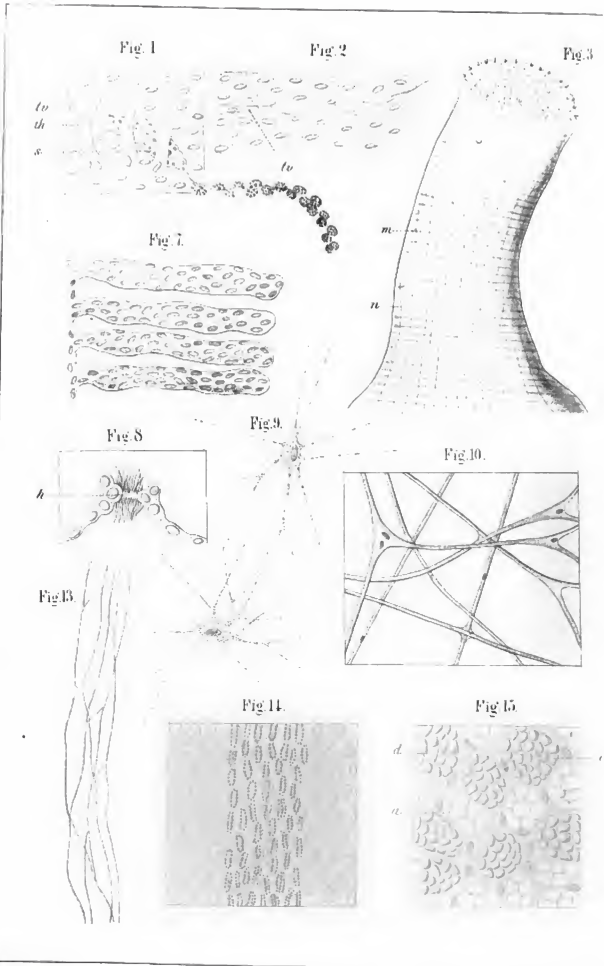 Fig. 1
Fig. 2
Fig. 3
tv
th
s.
tv
m
n
Fig. 7.
Fig. 8
Fig. 9.
Fig. 10.
h
Fig. 13.
Fig. 14.
Fig. 15.
d.
a.